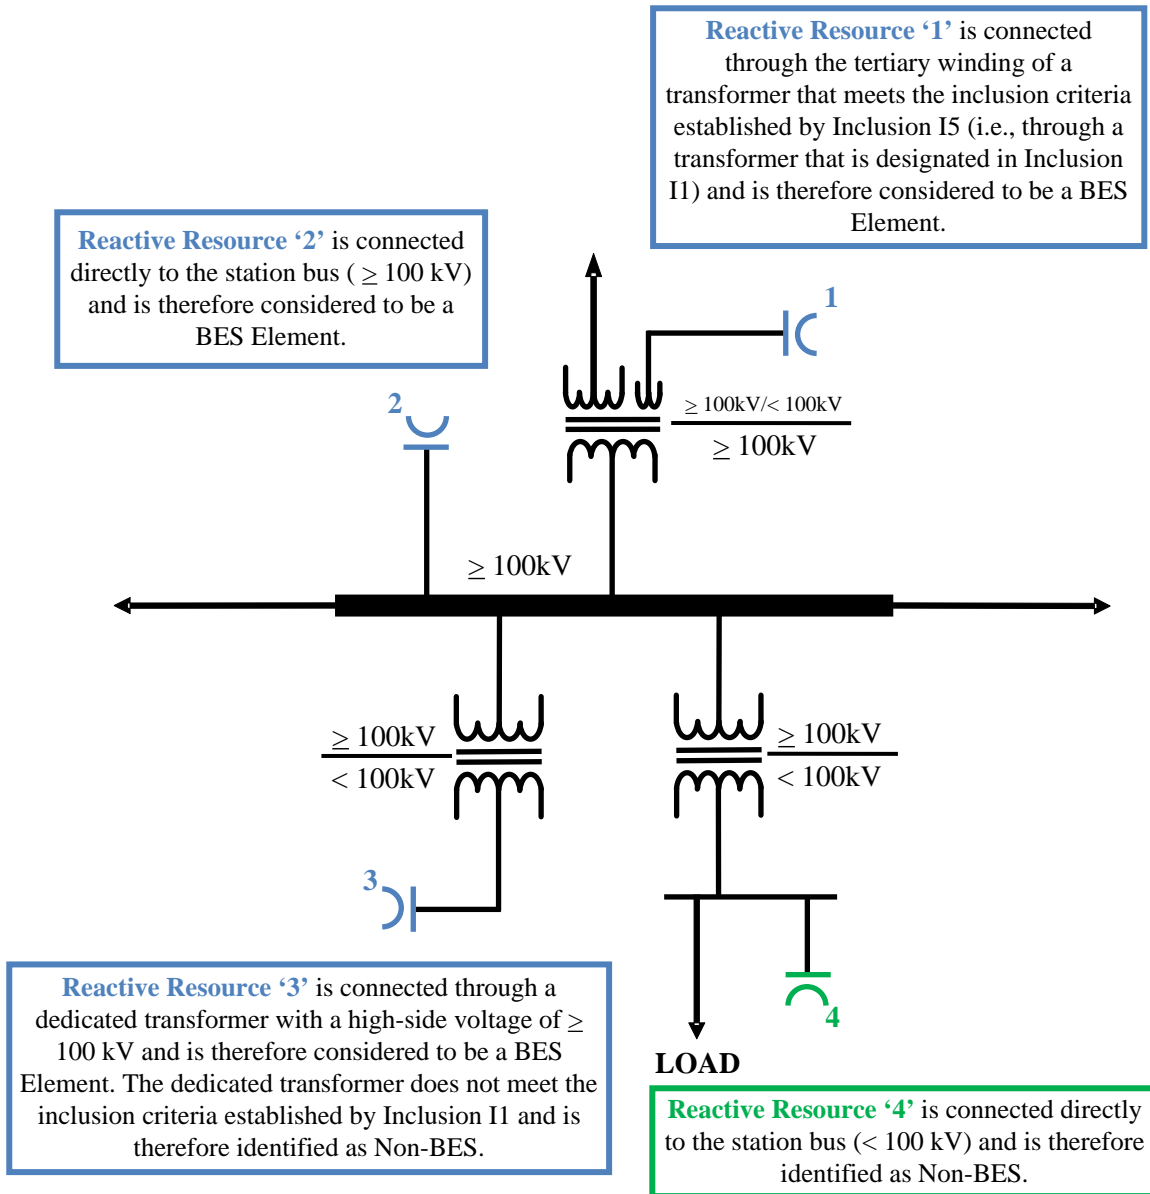 Reactive Resource ‘1’ is connected
through the tertiary winding of a
transformer that meets the inclusion criteria
established by Inclusion I5 (i.e., through a
transformer that is designated in Inclusion
I1) and is therefore considered to be a BES
Element.
Reactive Resource ‘2’ is connected
directly to the station bus ( ≥ 100 kV)
and is therefore considered to be a
BES Element.
1
2
≥ 100kV/< 100kV
≥ 100kV
≥ 100kV
≥ 100kV
< 100kV
≥ 100kV
< 100kV
3
4
LOAD
Reactive Resource ‘3’ is connected through a
dedicated transformer with a high-side voltage of ≥
100 kV and is therefore considered to be a BES
Element. The dedicated transformer does not meet the
inclusion criteria established by Inclusion I1 and is
therefore identified as Non-BES.
Reactive Resource ‘4’ is connected directly
to the station bus (< 100 kV) and is therefore
identified as Non-BES.